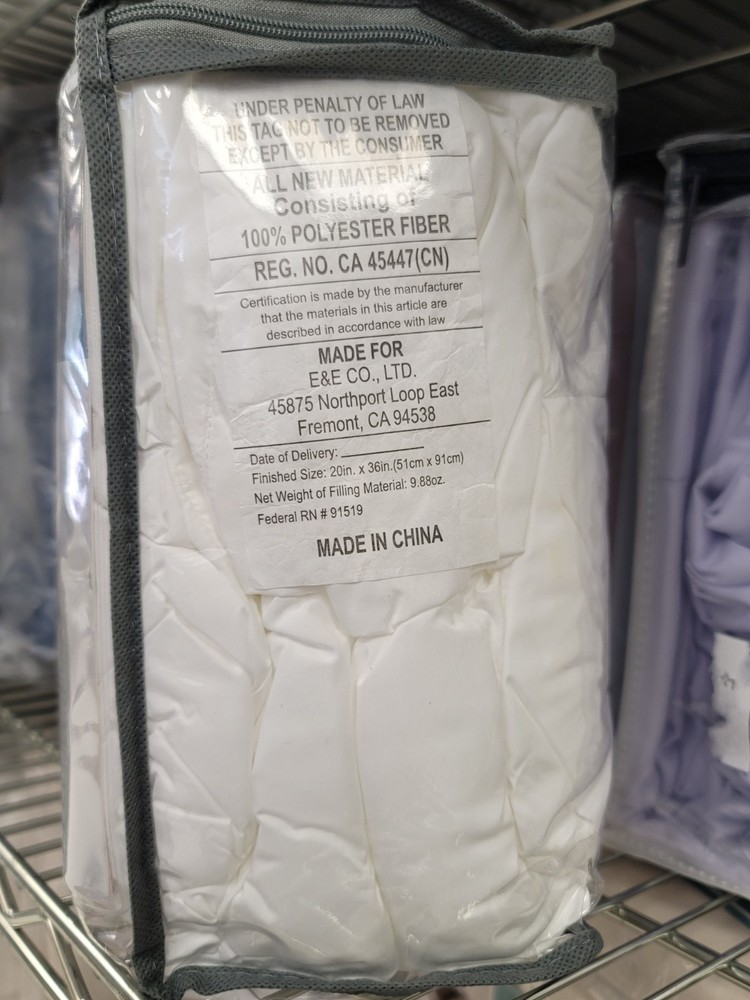 UNDER PENALTY OF LAW
THIS TAG NOT TO BE REMOVED
EXCEPT BY THE CONSUMER
ALL NEW MATERIAL
Consisting of
100% POLYESTER FIBER
REG. NO. CA 45447(CN)
Certification is made by the manufacturer
that the materials in this article are
described in accordance with law
MADE FOR
E&E CO., LTD.
45875 Northport Loop East
Fremont, CA 94538
Date of Delivery:
Finished Size: 20in. x 36in.(51cm x 91cm)
Net Weight of Filling Material: 9.88oz.
Federal RN # 91519
MADE IN CHINA